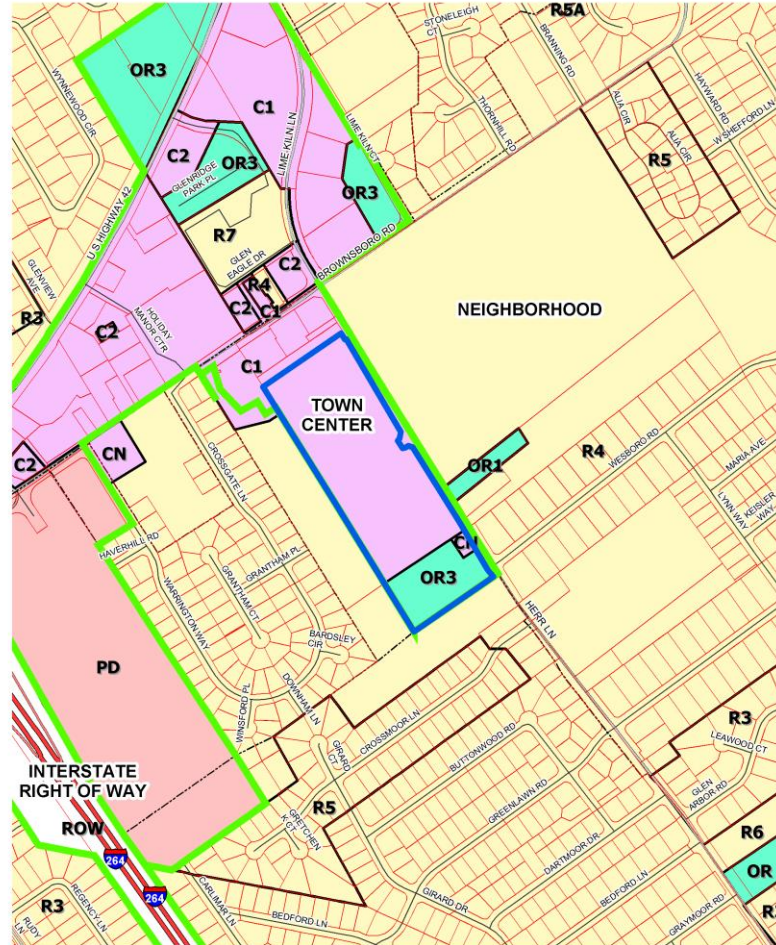 STONELEIGH
CT
R5A
BRANNING RD
OR3
WYNNEWOOD CIR
C1
LIME KILN LN
LIME KILN CT
THORNHILL RD
ALIA CIR
HAYWARD RD
W SHEFFORD LN
ALIA CIR
R5
C2
OR3
GLENRIDGE
PARK PL
OR3
U.S HIGHWAY 42
R7
GLEN
EAGLE DR
C2
BROWNSBORO RD
R4
C2
C1
GLENVIEW
AVE
R3
HOLIDAY
MANOR CTR
C2
NEIGHBORHOOD
C1
TOWN
CENTER
C2
CN
CROSSGATE LN
OR1
R4
WESBORO RD
MARIA AVE
LYNN WAY
KEISLER
WAY
HAVERHILL RD
GRANTHAM PL
CN
WARRINGTON WAY
GRANTHAM CT
OR3
HERR LN
BARDSLEY
CIR
PD
WINSFORD PL
DOWNHAM LN
CROSSMOOR LN
R3
LEAWOOD CT
GIRARD
CT
BUTTONWOOD RD
GLEN
ARBOR RD
INTERSTATE
RIGHT OF WAY
R5
GREENLAWN RD
ROW
GRETCHEN
K CT
R6
264
DARTMOOR DR
OR
264
CARLIMAR LN
GIRARD DR
BEDFORD LN
R3
REGENCY LN
RUDY
LN
BEDFORD LN
GRAYMOOR RD